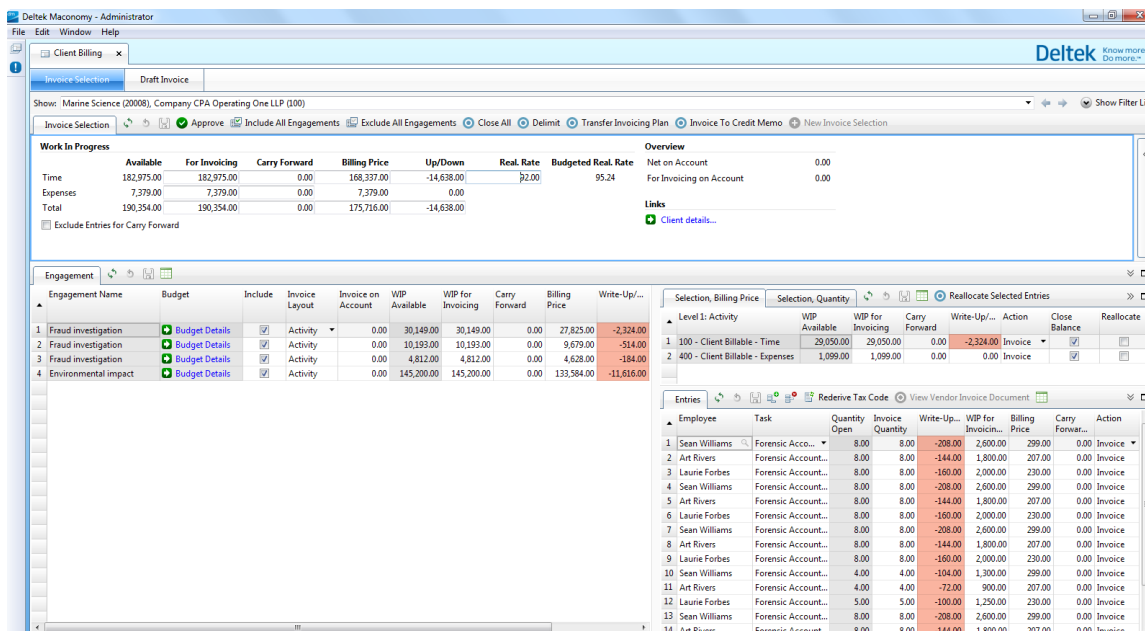 Deltek Maconomy - Administrator
File Edit Window Help
Client Billing x
Deltek Know more. Do more.™
Invoice Selection Draft Invoice
Show: Marine Science (20008), Company CPA Operating One LLP (100) Show Filter Li
Invoice Selection Approve Include All Engagements Exclude All Engagements Close All Delimit Transfer Invoicing Plan Invoice To Credit Memo New Invoice Selection
Work In Progress Overview
Available For Invoicing Carry Forward Billing Price Up/Down Real. Rate Budgeted Real. Rate Net on Account 0.00
Time 182,975.00 182,975.00 0.00 168,337.00 -14,638.00 92.00 95.24 For Invoicing on Account 0.00
Expenses 7,379.00 7,379.00 0.00 7,379.00 0.00
Total 190,354.00 190,354.00 0.00 175,716.00 -14,638.00 Links
Exclude Entries for Carry Forward Client details...
Engagement
Engagement Name Budget Include Invoice Layout Invoice on Account WIP Available WIP for Invoicing Carry Forward Billing Price Write-Up/...
1 Fraud investigation Budget Details Activity 0.00 30,149.00 30,149.00 0.00 27,825.00 -2,324.00
2 Fraud investigation Budget Details Activity 0.00 10,193.00 10,193.00 0.00 9,679.00 -514.00
3 Fraud investigation Budget Details Activity 0.00 4,812.00 4,812.00 0.00 4,628.00 -184.00
4 Environmental impact Budget Details Activity 0.00 145,200.00 145,200.00 0.00 133,584.00 -11,616.00
Selection, Billing Price Selection, Quantity Reallocate Selected Entries
Level 1: Activity WIP Available WIP for Invoicing Carry Forward Write-Up/... Action Close Balance Reallocate
1 100 - Client Billable - Time 29,050.00 29,050.00 0.00 -2,324.00 Invoice
2 400 - Client Billable - Expenses 1,099.00 1,099.00 0.00 0.00 Invoice
Entries Rederive Tax Code View Vendor Invoice Document
Employee Task Quantity Open Invoice Quantity Write-Up... WIP for Invoicin... Billing Price Carry Forwar... Action
1 Sean Williams Forensic Acco... 8.00 8.00 -208.00 2,600.00 299.00 0.00 Invoice
2 Art Rivers Forensic Account... 8.00 8.00 -144.00 1,800.00 207.00 0.00 Invoice
3 Laurie Forbes Forensic Account... 8.00 8.00 -160.00 2,000.00 230.00 0.00 Invoice
4 Sean Williams Forensic Account... 8.00 8.00 -208.00 2,600.00 299.00 0.00 Invoice
5 Art Rivers Forensic Account... 8.00 8.00 -144.00 1,800.00 207.00 0.00 Invoice
6 Laurie Forbes Forensic Account... 8.00 8.00 -160.00 2,000.00 230.00 0.00 Invoice
7 Sean Williams Forensic Account... 8.00 8.00 -208.00 2,600.00 299.00 0.00 Invoice
8 Art Rivers Forensic Account... 8.00 8.00 -144.00 1,800.00 207.00 0.00 Invoice
9 Laurie Forbes Forensic Account... 8.00 8.00 -160.00 2,000.00 230.00 0.00 Invoice
10 Sean Williams Forensic Account... 4.00 4.00 -104.00 1,300.00 299.00 0.00 Invoice
11 Art Rivers Forensic Account... 4.00 4.00 -72.00 900.00 207.00 0.00 Invoice
12 Laurie Forbes Forensic Account... 5.00 5.00 -100.00 1,250.00 230.00 0.00 Invoice
13 Sean Williams Forensic Account... 8.00 8.00 -208.00 2,600.00 299.00 0.00 Invoice
14 Art Rivers Forensic Account... 8.00 8.00 -144.00 1,800.00 207.00 0.00 Invoice